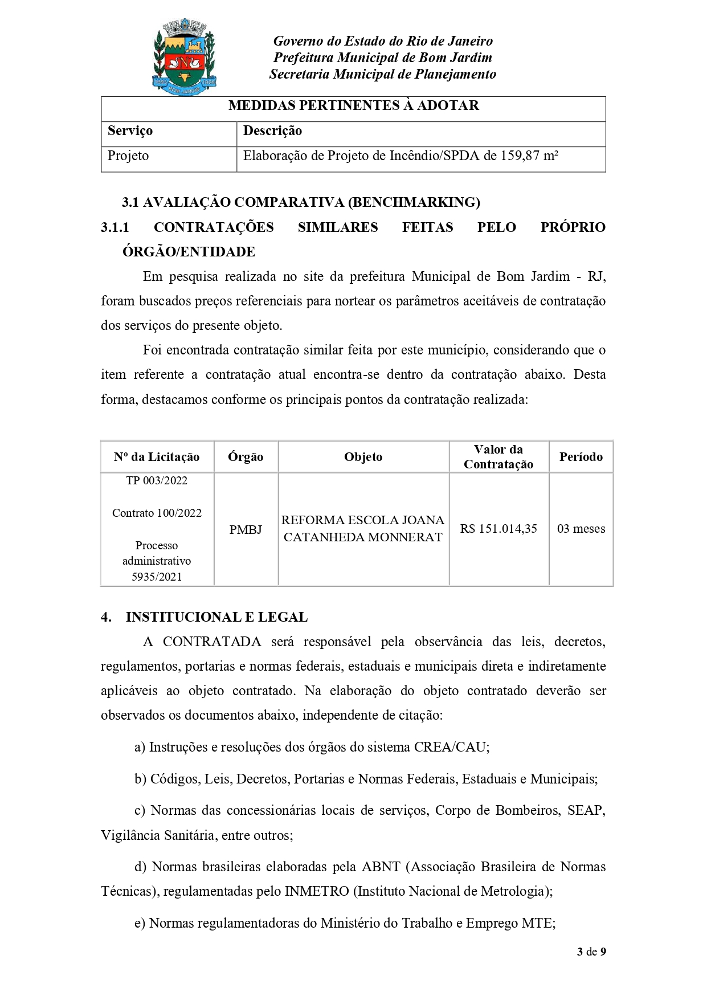 Governo do Estado do Rio de Janeiro
Prefeitura Municipal de Bom Jardim
Secretaria Municipal de Planejamento
N
1893 1929
BOM JARDIM
MEDIDAS PERTINENTES À ADOTAR
Serviço Descrição
Projeto Elaboração de Projeto de Incêndio/SPDA de 159,87 m²
3.1 AVALIAÇÃO COMPARATIVA (BENCHMARKING)
3.1.1 CONTRATAÇÕES SIMILARES FEITAS PELO PRÓPRIO
ÓRGÃO/ENTIDADE
Em pesquisa realizada no site da prefeitura Municipal de Bom Jardim - RJ,
foram buscados preços referenciais para nortear os parâmetros aceitáveis de contratação
dos serviços do presente objeto.
Foi encontrada contratação similar feita por este município, considerando que o
item referente a contratação atual encontra-se dentro da contratação abaixo. Desta
forma, destacamos conforme os principais pontos da contratação realizada:
Nº da Licitação Órgão Objeto Valor da Contratação Período
TP 003/2022
Contrato 100/2022
Processo
administrativo
5935/2021
PMBJ
REFORMA ESCOLA JOANA
CATANHEDA MONNERAT
R$ 151.014,35
03 meses
4. INSTITUCIONAL E LEGAL
A CONTRATADA será responsável pela observância das leis, decretos,
regulamentos, portarias e normas federais, estaduais e municipais direta e indiretamente
aplicáveis ao objeto contratado. Na elaboração do objeto contratado deverão ser
observados os documentos abaixo, independente de citação:
a) Instruções e resoluções dos órgãos do sistema CREA/CAU;
b) Códigos, Leis, Decretos, Portarias e Normas Federais, Estaduais e Municipais;
c) Normas das concessionárias locais de serviços, Corpo de Bombeiros, SEAP,
Vigilância Sanitária, entre outros;
d) Normas brasileiras elaboradas pela ABNT (Associação Brasileira de Normas
Técnicas), regulamentadas pelo INMETRO (Instituto Nacional de Metrologia);
e) Normas regulamentadoras do Ministério do Trabalho e Emprego MTE;
3 de 9